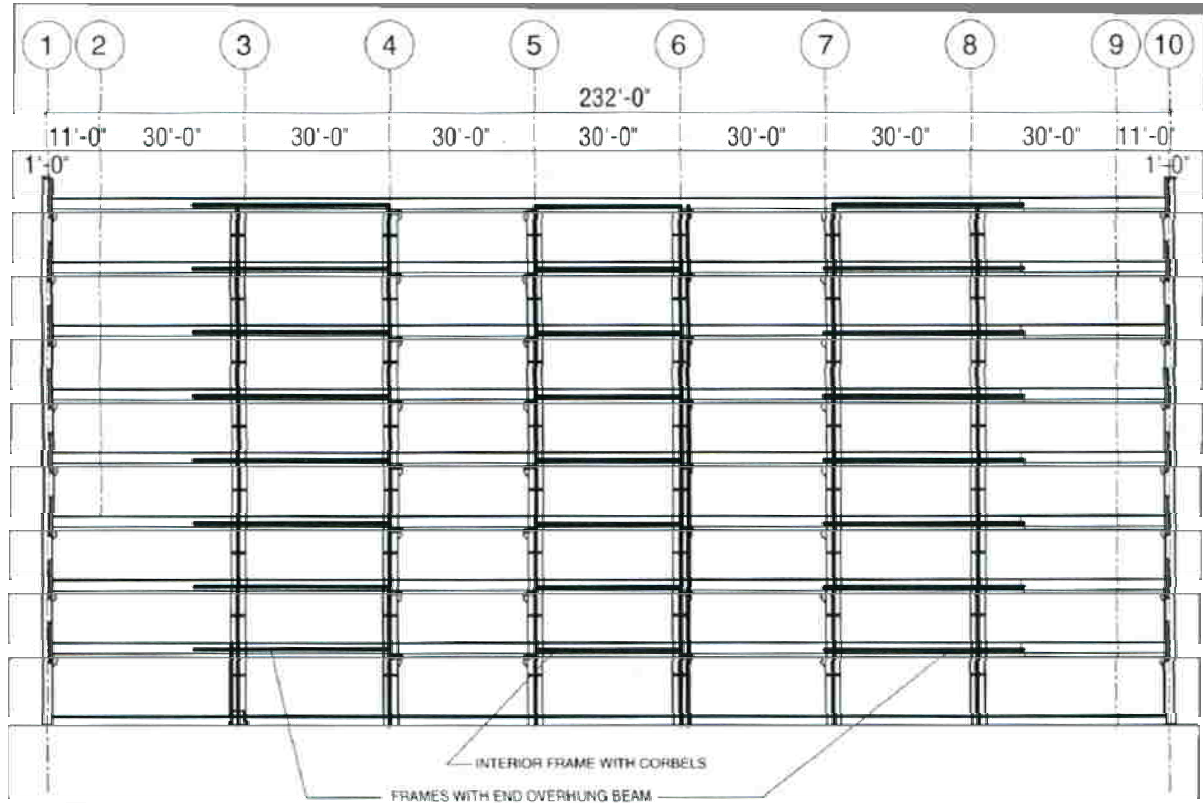 1 2 3 4 5 6 7 8 9 10
232'-0"
11'-0" 30'-0" 30'-0" 30'-0" 30'-0" 30'-0" 30'-0" 30'-0" 11'-0"
1'-0" 1'-0"
INTERIOR FRAME WITH CORBELS
FRAMES WITH END OVERHUNG BEAM